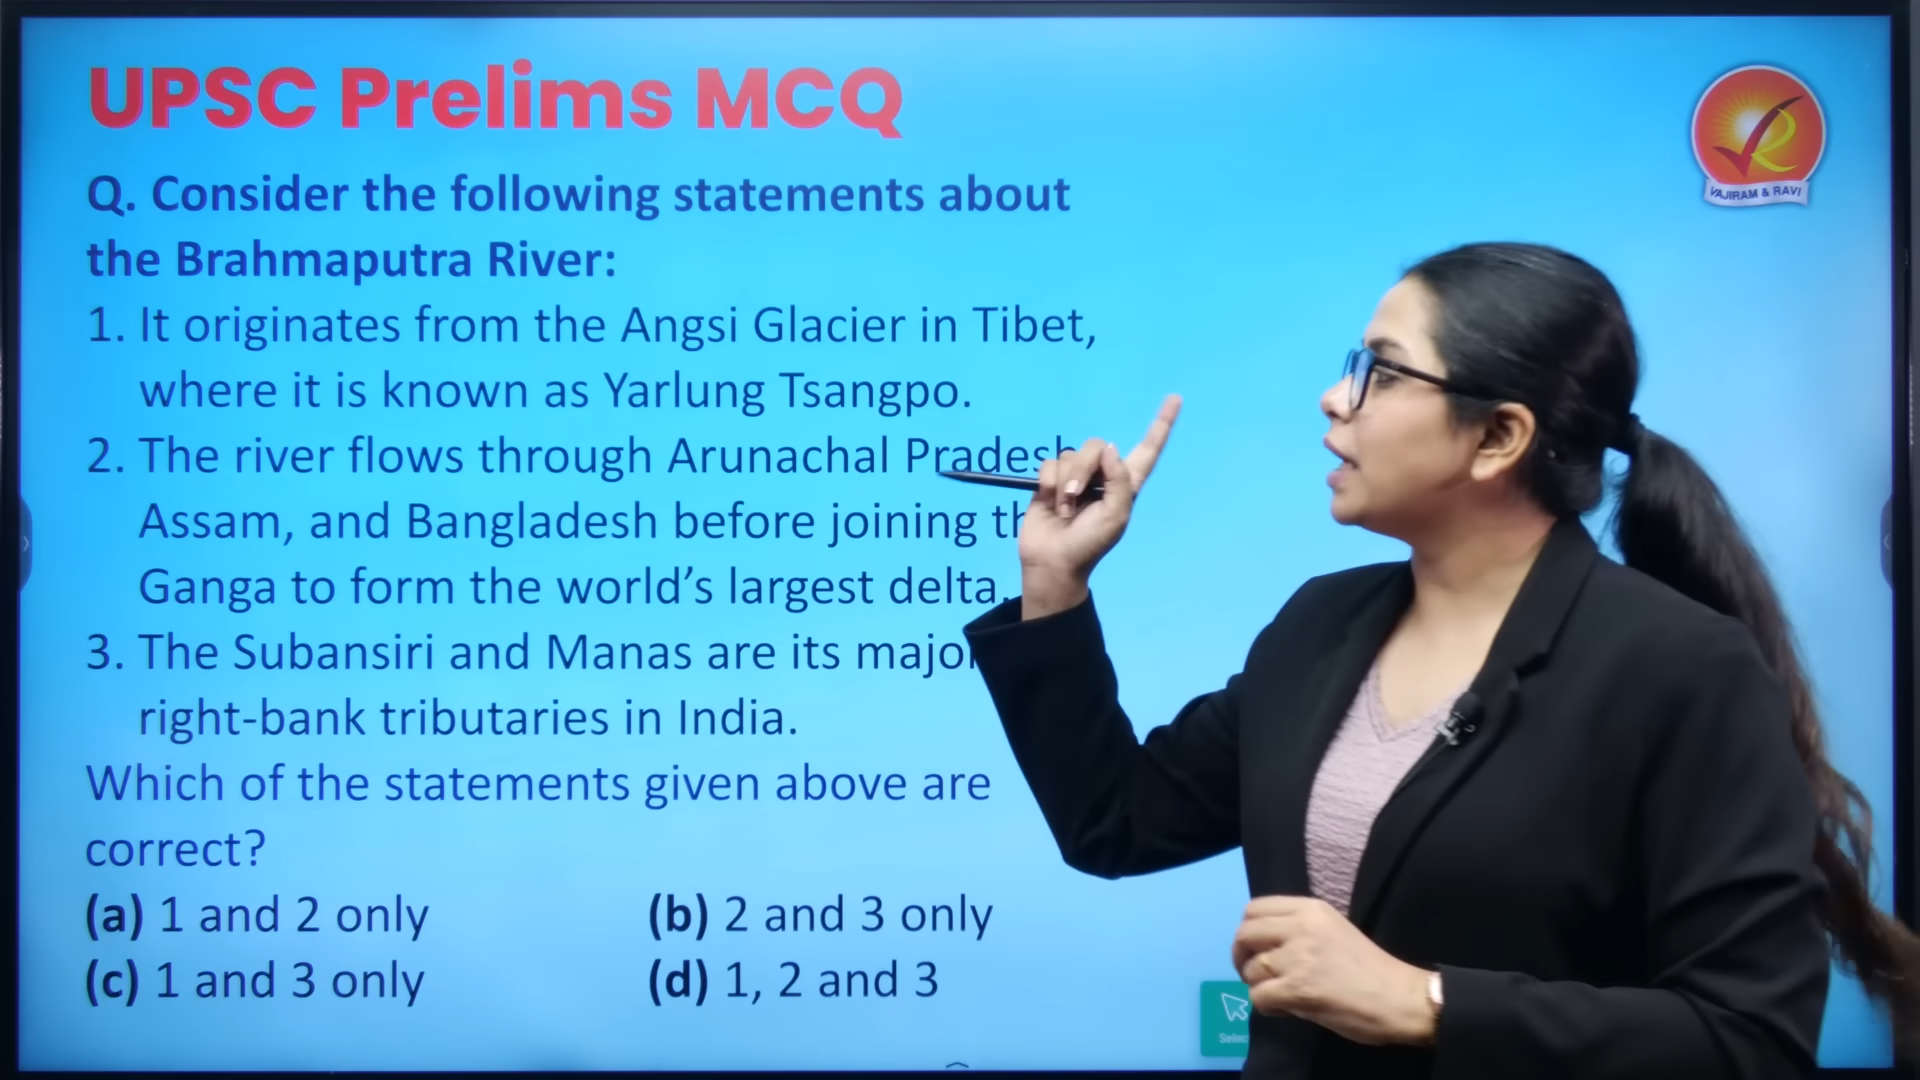 UPSC Prelims MCQ
VAJIRAM & RAVI
Q. Consider the following statements about
the Brahmaputra River:
1. It originates from the Angsi Glacier in Tibet,
where it is known as Yarlung Tsangpo.
2. The river flows through Arunachal Pradesh
Assam, and Bangladesh before joining
Ganga to form the world's largest delta.
3. The Subansiri and Manas are its major
right-bank tributaries in India.
Which of the statements given above are
correct?
(a) 1 and 2 only (b) 2 and 3 only
(c) 1 and 3 only (d) 1, 2 and 3
Select